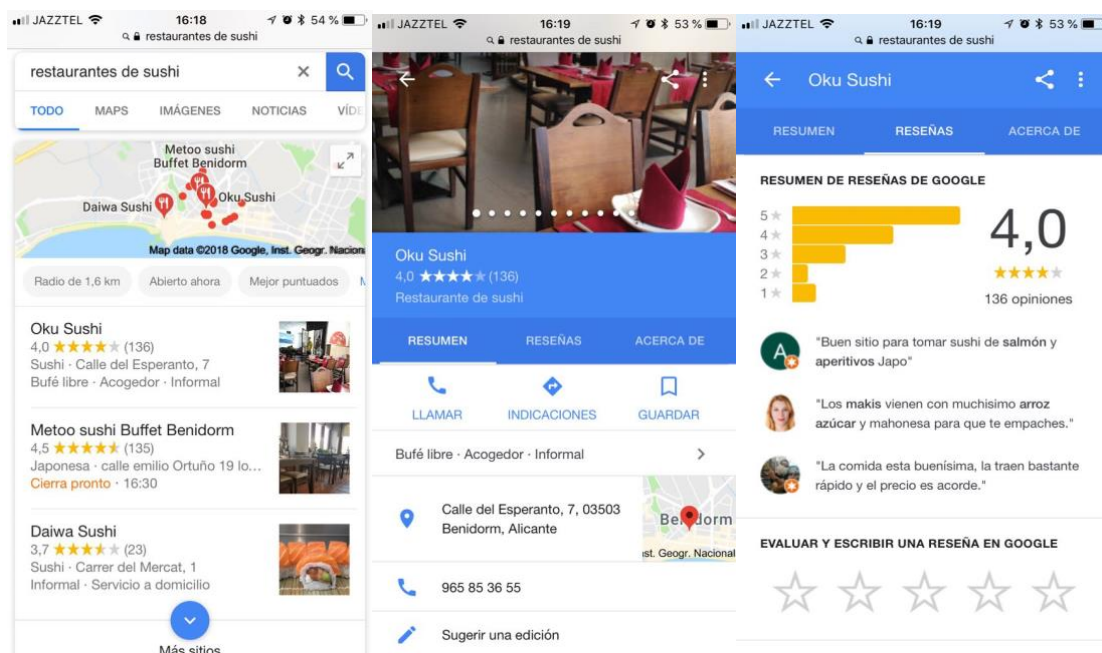 JAZZTEL 16:18 54 %
restaurantes de sushi
restaurantes de sushi
TODO MAPS IMÁGENES NOTICIAS VÍDE
Metoo sushi
Buffet Benidorm
Oku Sushi
Daiwa Sushi
Map data ©2018 Google, Inst. Geogr. Nacion
Radio de 1,6 km Abierto ahora Mejor puntuados
Oku Sushi
4,0 ★★★★★ (136)
Sushi · Calle del Esperanto, 7
Bufé libre · Acogedor · Informal
Metoo sushi Buffet Benidorm
4,5 ★★★★★ (135)
Japonesa · calle emilio Ortuño 19 lo...
Cierra pronto · 16:30
Daiwa Sushi
3,7 ★★★★★ (23)
Sushi · Carrer del Mercat, 1
Informal · Servicio a domicilio
Más sitios
JAZZTEL 16:19 53 %
restaurantes de sushi
Oku Sushi
4,0 ★★★★★ (136)
Restaurante de sushi
RESUMEN RESEÑAS ACERCA DE
LLAMAR INDICACIONES GUARDAR
Bufé libre · Acogedor · Informal
Calle del Esperanto, 7, 03503
Benidorm, Alicante
Benidorm
st. Geogr. Nacional
965 85 36 55
Sugerir una edición
JAZZTEL 16:19 53 %
restaurantes de sushi
Oku Sushi
RESUMEN RESEÑAS ACERCA DE
RESUMEN DE RESEÑAS DE GOOGLE
5 ★
4 ★
3 ★
2 ★
1 ★
4,0
★★★★★
136 opiniones
A
"Buen sitio para tomar sushi de salmón y
aperitivos Japo"
"Los makis vienen con muchisimo arroz
azúcar y mahonesa para que te empaches."
"La comida esta buenísima, la traen bastante
rápido y el precio es acorde."
EVALUAR Y ESCRIBIR UNA RESEÑA EN GOOGLE